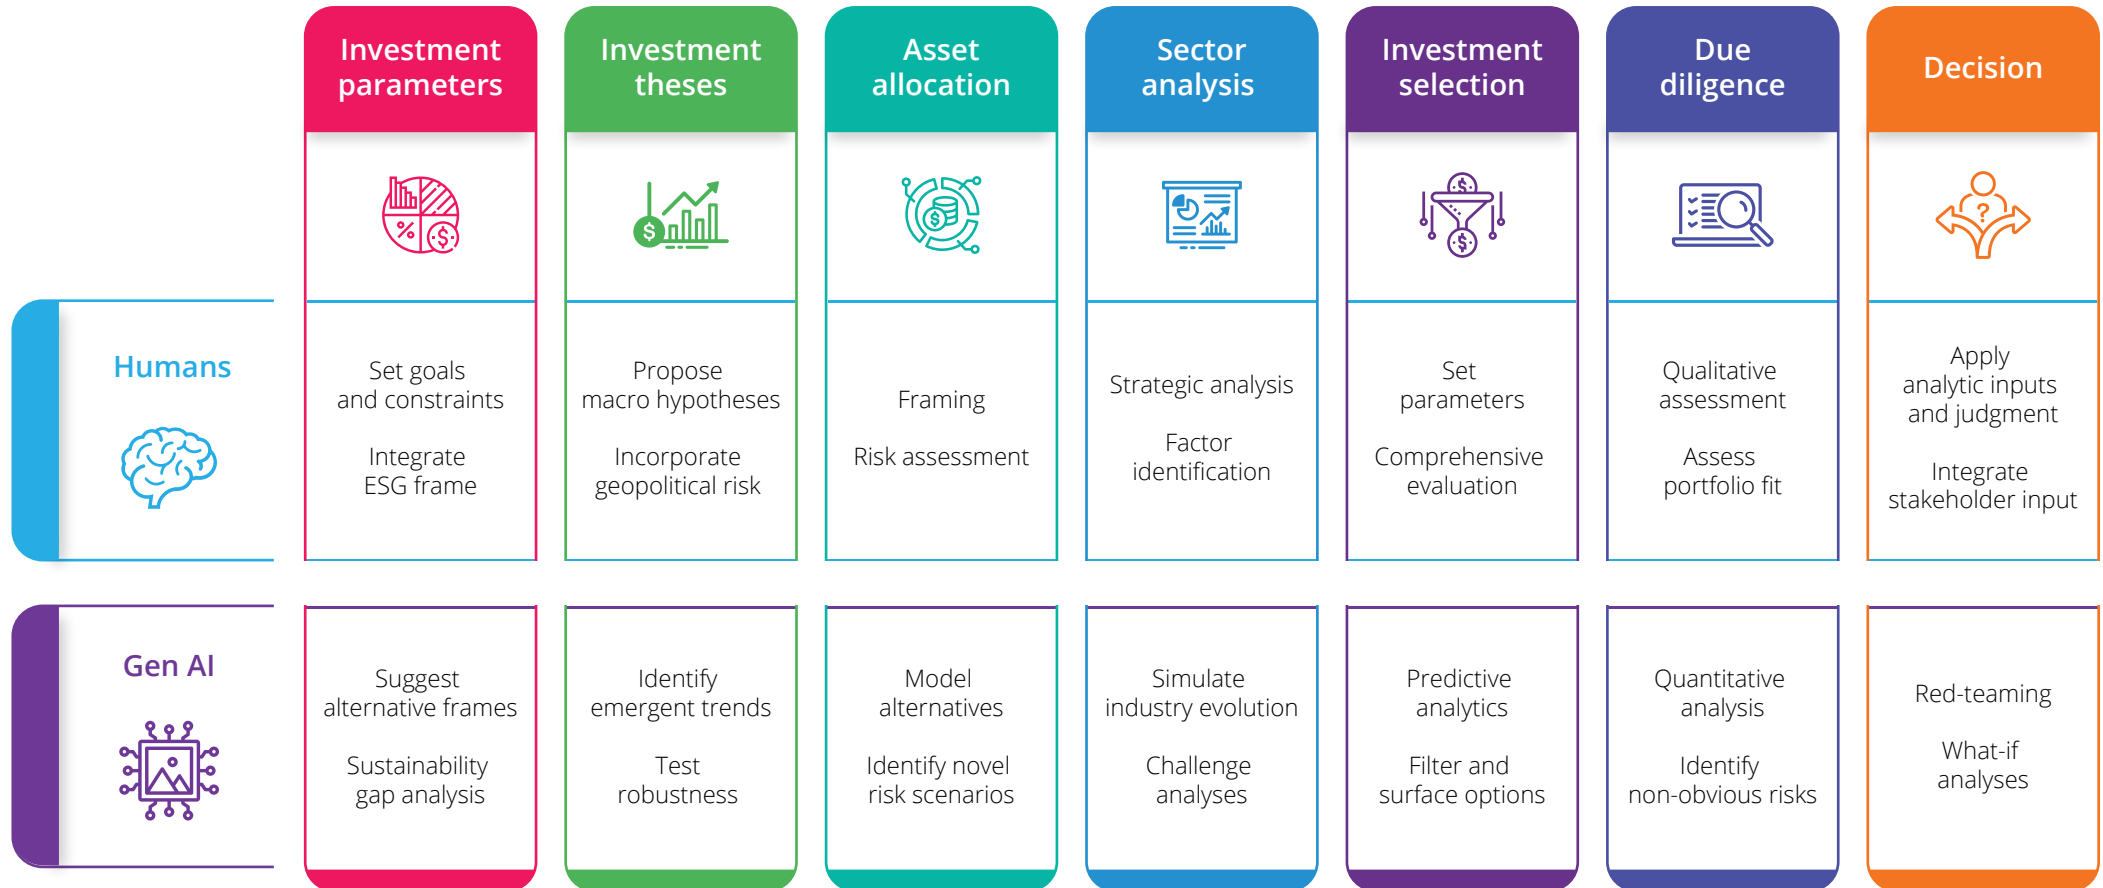 Investment
parameters
Investment
theses
Asset
allocation
Sector
analysis
Investment
selection
Due
diligence
Decision
%
$
$
$
$
$
?
Humans
Set goals
and constraints
Integrate
ESG frame
Propose
macro hypotheses
Incorporate
geopolitical risk
Framing
Risk assessment
Strategic analysis
Factor
identification
Set
parameters
Comprehensive
evaluation
Qualitative
assessment
Assess
portfolio fit
Apply
analytic inputs
and judgment
Integrate
stakeholder input
Gen AI
Suggest
alternative frames
Sustainability
gap analysis
Identify
emergent trends
Test
robustness
Model
alternatives
Identify novel
risk scenarios
Simulate
industry evolution
Challenge
analyses
Predictive
analytics
Filter and
surface options
Quantitative
analysis
Identify
non-obvious risks
Red-teaming
What-if
analyses